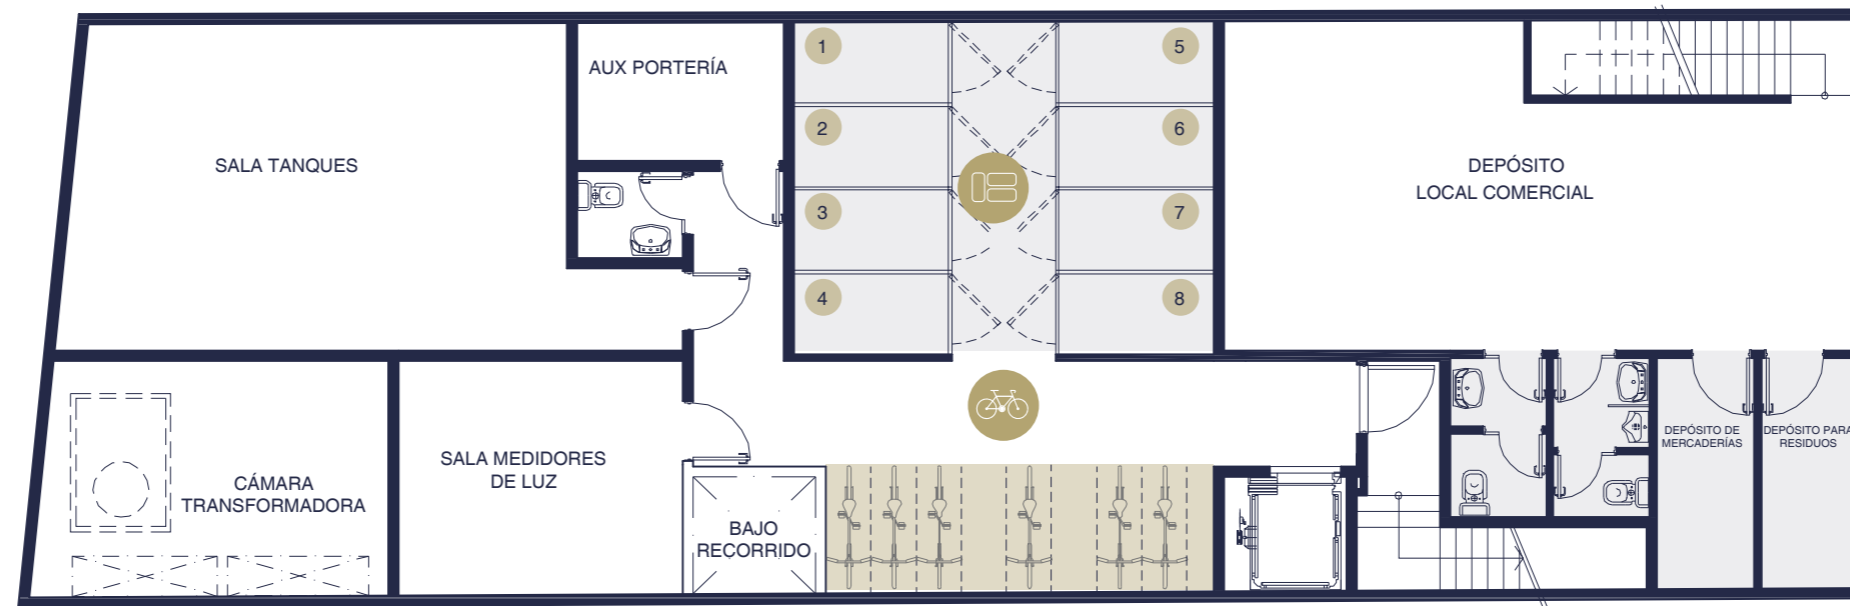 1
5
AUX PORTERÍA
2
6
SALA TANQUES
DEPÓSITO
LOCAL COMERCIAL
3
7
4
8
DEPÓSITO DE
MERCADERÍAS
DEPÓSITO PARA
RESIDUOS
SALA MEDIDORES
DE LUZ
CÁMARA
TRANSFORMADORA
BAJO
RECORRIDO